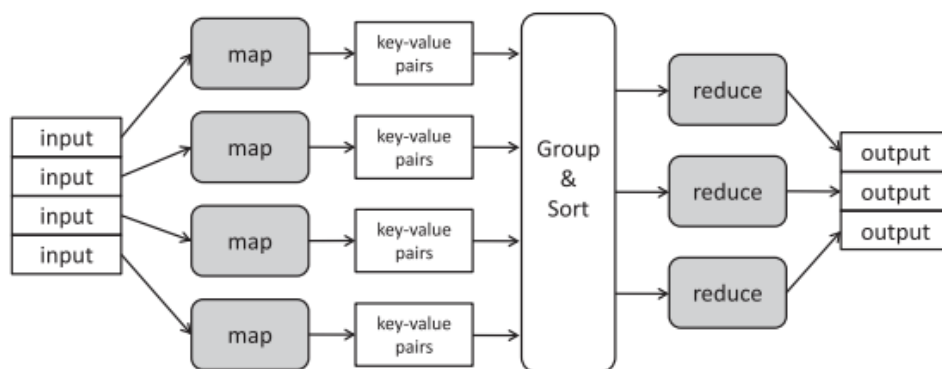 input
input
input
input
map
map
map
map
key-value
pairs
key-value
pairs
key-value
pairs
key-value
pairs
Group
&
Sort
reduce
reduce
reduce
output
output
output